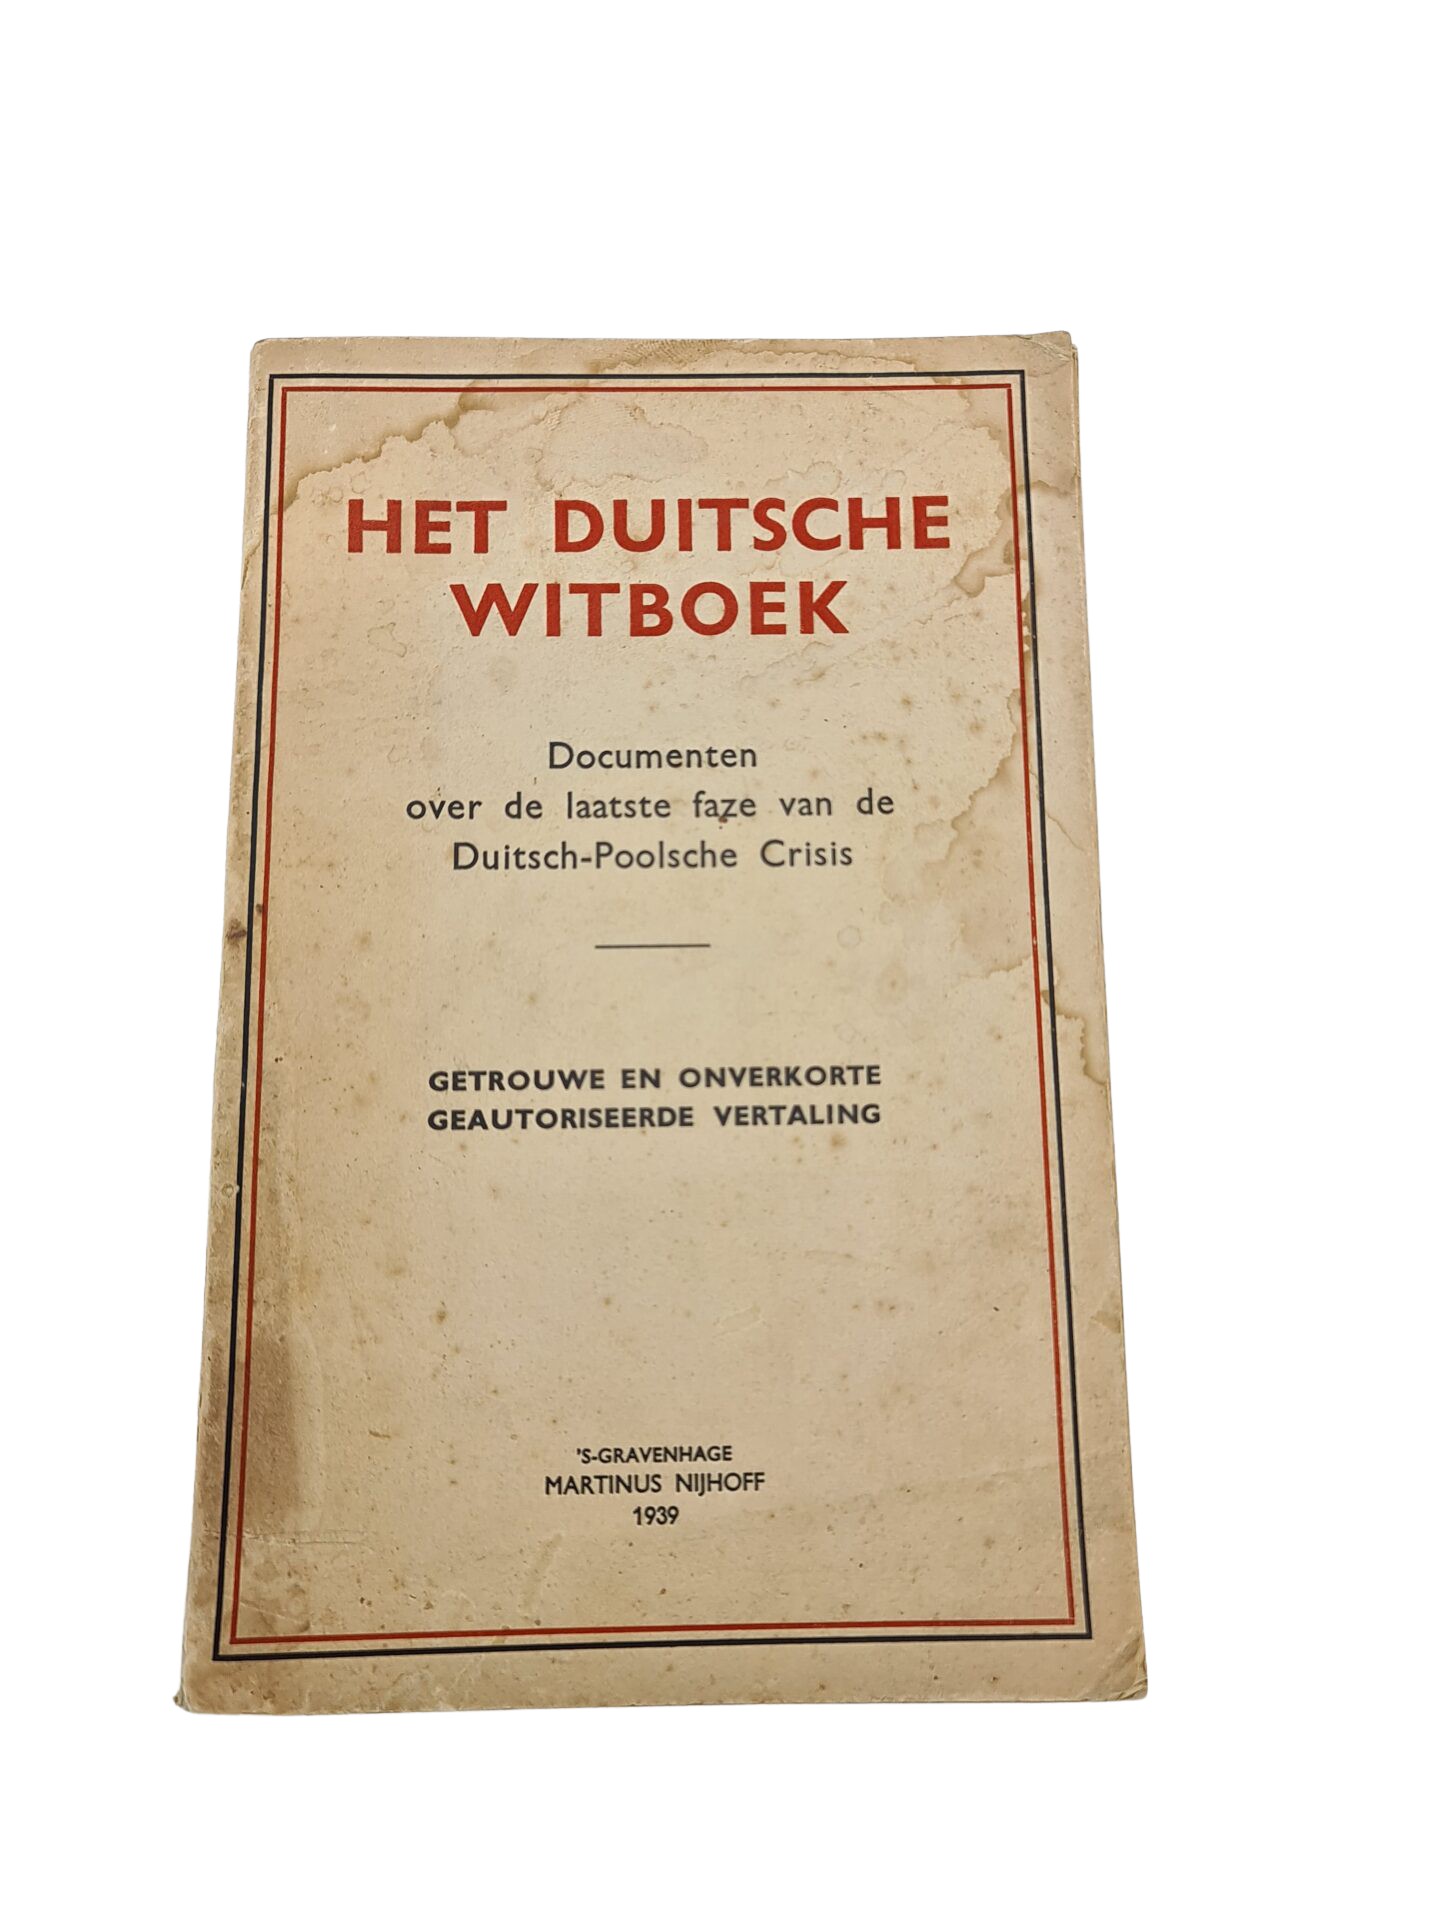 HET DUITSCHE
WITBOEK
Documenten
over de laatste faze van de
Duitsch-Poolsche Crisis
GETROUWE EN ONVERKORTE
GEAUTORISEERDE VERTALING
'S-GRAVENHAGE
MARTINUS NIJHOFF
1939